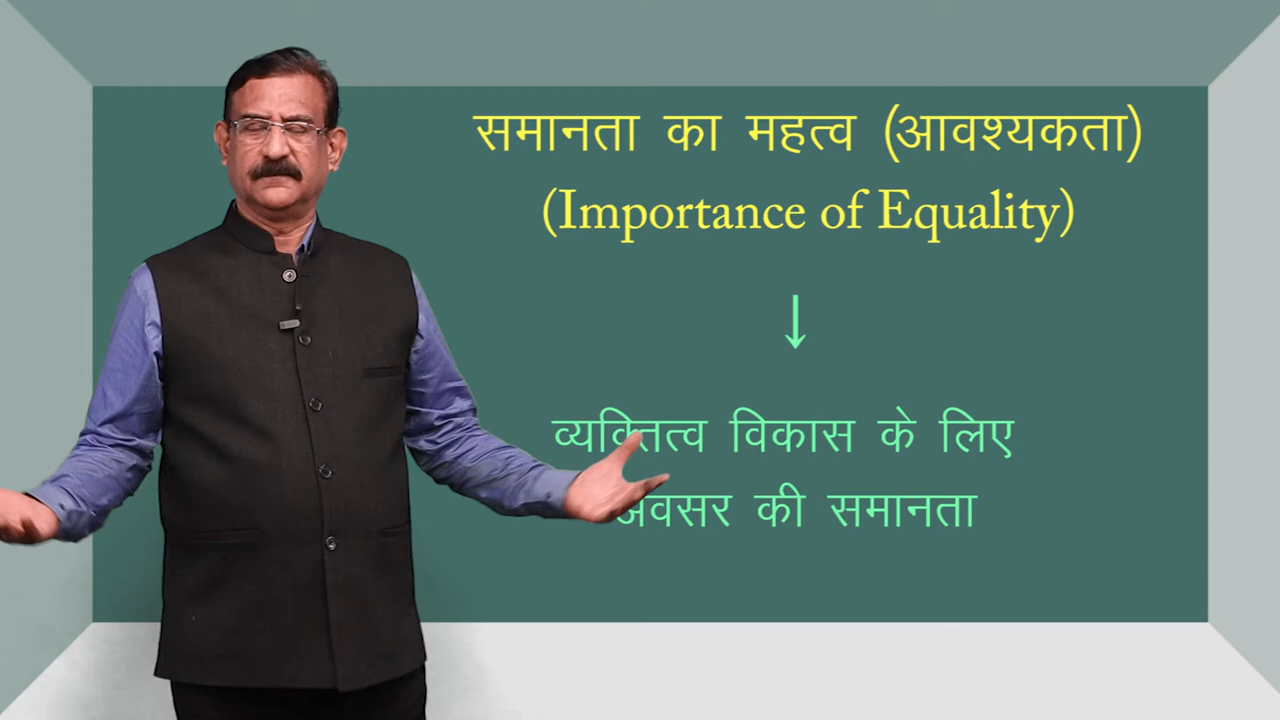 समानता का महत्व (आवश्यकता)
(Importance of Equality)
↓
व्यक्तित्व विकास के लिए
अवसर की समानता